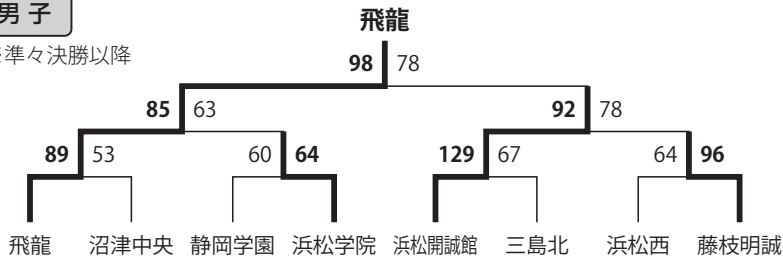 男子
準々決勝以降
飛龍
98 78
85 63
92 78
89 53
60 64
129 67
64 96
飛龍 沼津中央 静岡学園 浜松学院 浜松開誠館 三島北 浜松西 藤枝明誠